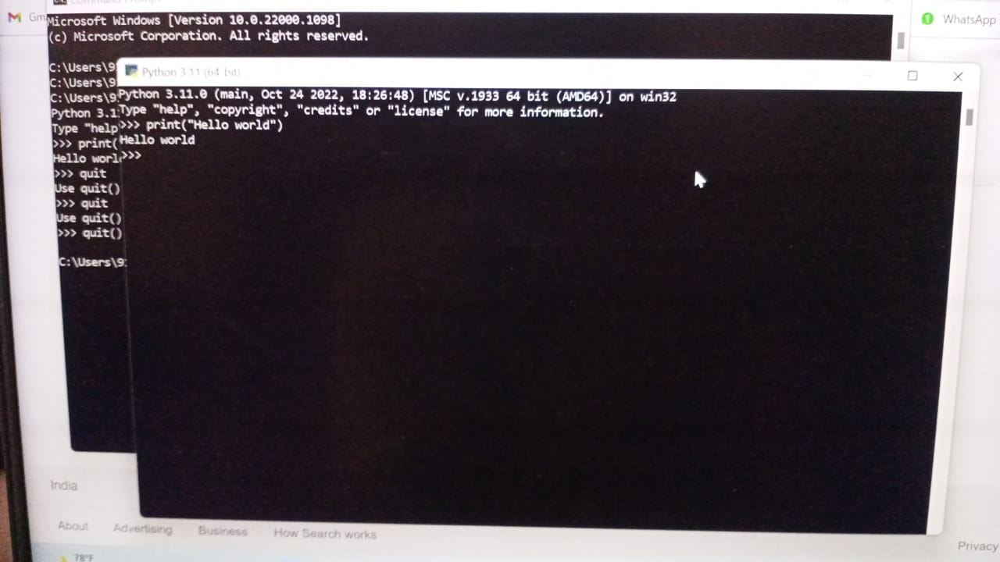 Gm
WhatsApp
Microsoft Windows [Version 10.0.22000.1098]
(c) Microsoft Corporation. All rights reserved.
C:\Users\9
C:\Users\9
C:\Users\9
Python 3.1
Type "help
>>> print(
Hello worl
>>> quit
Use quit()
>>> quit
Use quit()
>>> quit()
C:\Users\9
Python 3.11 (64-bit)
Python 3.11.0 (main, Oct 24 2022, 18:26:48) [MSC v.1933 64 bit (AMD64)] on win32
Type "help", "copyright", "credits" or "license" for more information.
>>> print("Hello world")
Hello world
>>>
India
About Advertising Business How Search works
Privacy
78°F